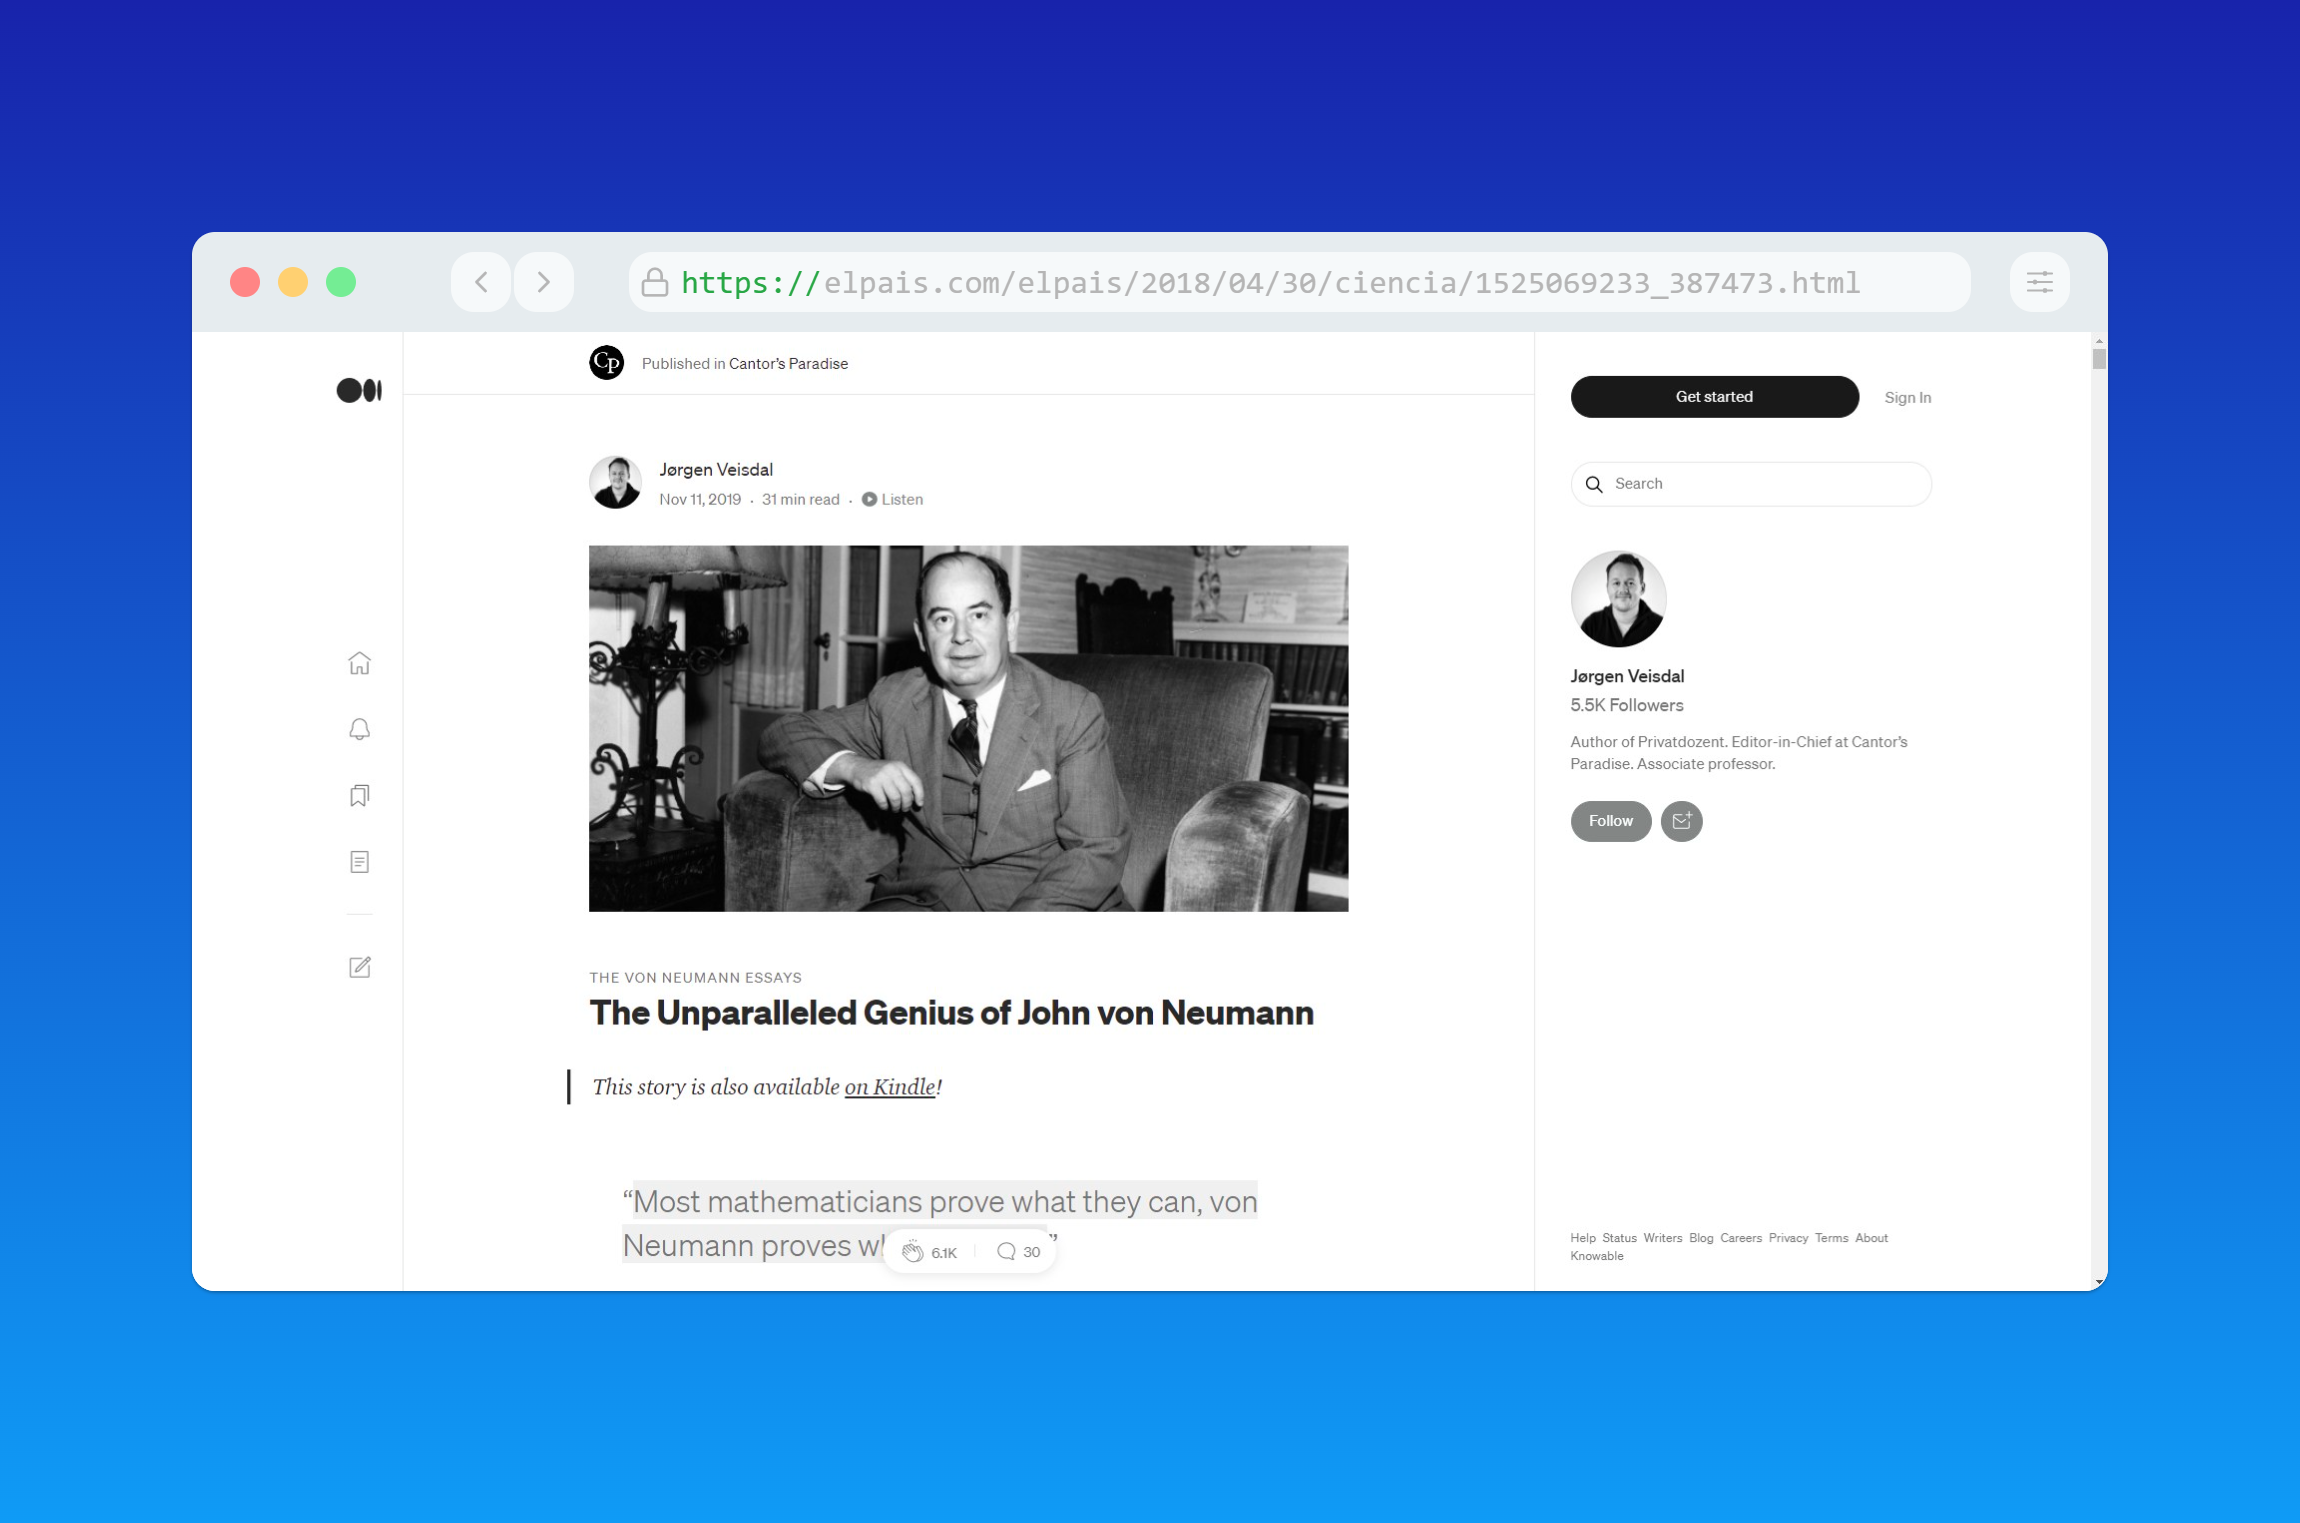 https://elpais.com/elpais/2018/04/30/ciencia/1525069233_387473.html
CP Published in Cantor's Paradise
Jørgen Veisdal
Nov 11, 2019 · 31 min read · Listen
THE VON NEUMANN ESSAYS
The Unparalleled Genius of John von Neumann
This story is also available on Kindle!
“Most mathematicians prove what they can, von
Neumann proves ”
6.1K 30
Get started Sign In
Search
Jørgen Veisdal
5.5K Followers
Author of Privatdozent. Editor-in-Chief at Cantor's
Paradise. Associate professor.
Follow
Help Status Writers Blog Careers Privacy Terms About
Knowable